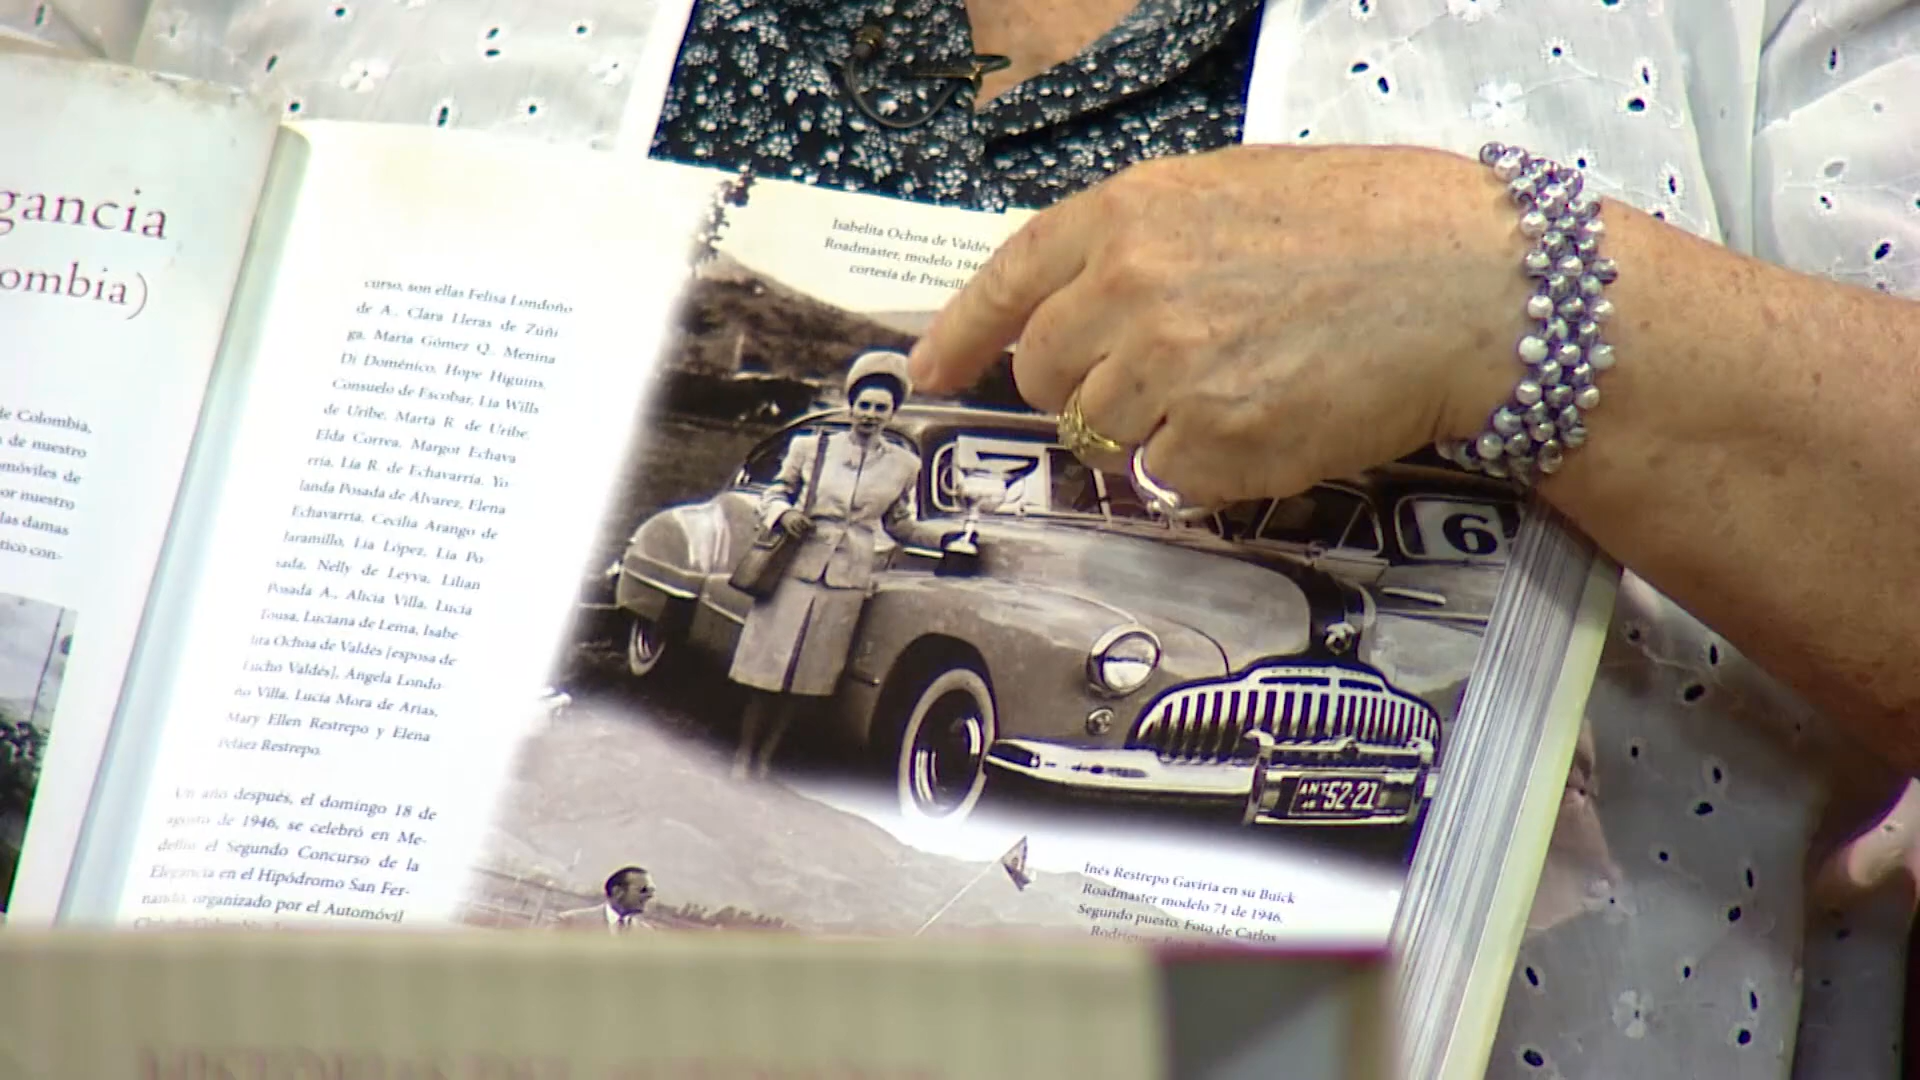 gancia
ombia)
de Colombia,
de nuestro
omóviles de
or nuestro
las damas
tico con-
curso, son ellas Felisa Londoño
de A., Clara Lleras de Zúñi
ga, María Gómez Q., Menina
Di Doménico, Hope Higuins,
Consuelo de Escobar, Lía Wills
de Uribe, Marta R. de Uribe,
Elda Correa, Margot Echava
rría, Lía R. de Echavarría, Yo
landa Posada de Álvarez, Elena
Echavarría, Cecilia Arango de
Jaramillo, Lía López, Lía Po
sada, Nelly de Leyva, Lilian
Posada A., Alicia Villa, Lucía
Tousa, Luciana de Lema, Isabe-
lita Ochoa de Valdés [esposa de
Lucho Valdés], Ángela Londo-
ño Villa, Lucía Mora de Arias,
Mary Ellen Restrepo y Elena
Peláez Restrepo.
Un año después, el domingo 18 de
agosto de 1946, se celebró en Me-
dellín el Segundo Concurso de la
Elegancia en el Hipódromo San Fer-
nando, organizado por el Automóvil
Isabelita Ochoa de Valdés
Roadmaster, modelo 194
cortesía de Priscill
7
6
ANT 52·21
Inés Restrepo Gaviria en su Buick
Roadmaster modelo 71 de 1946.
Segundo puesto. Foto de Carlos
Rodríguez.